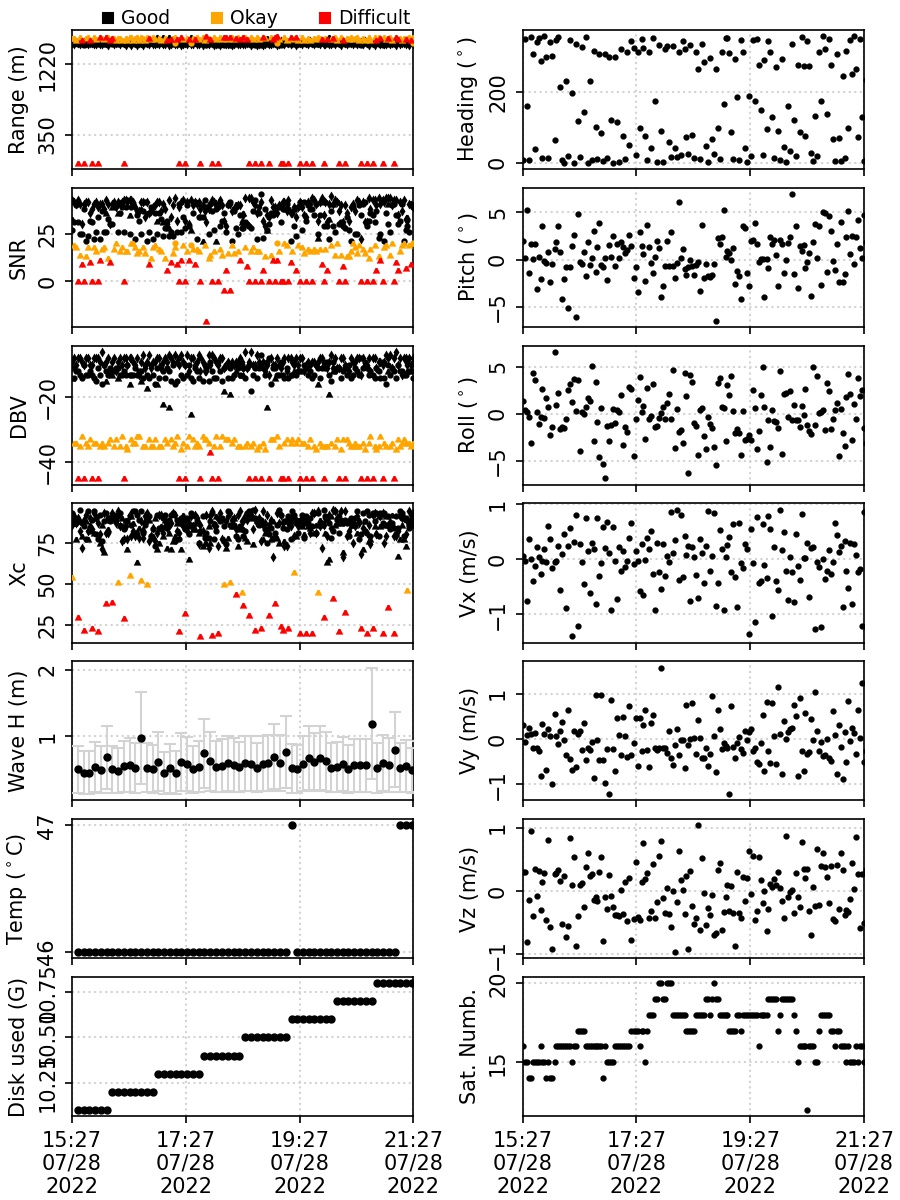 Good Okay Difficult
Range (m)
1220
350
Heading (°)
200
0
SNR
25
0
Pitch (°)
5
0
−5
DBV
−20
−40
Roll (°)
5
0
−5
Xc
75
50
25
Vx (m/s)
1
0
−1
Wave H (m)
2
1
Vy (m/s)
1
0
−1
Temp (°C)
47
46
Vz (m/s)
1
0
−1
Disk used (G)
10.75
10.50
10.25
Sat. Numb.
20
15
15:27 17:27 19:27 21:27 15:27 17:27 19:27 21:27
07/28 07/28 07/28 07/28 07/28 07/28 07/28 07/28
2022 2022 2022 2022 2022 2022 2022 2022